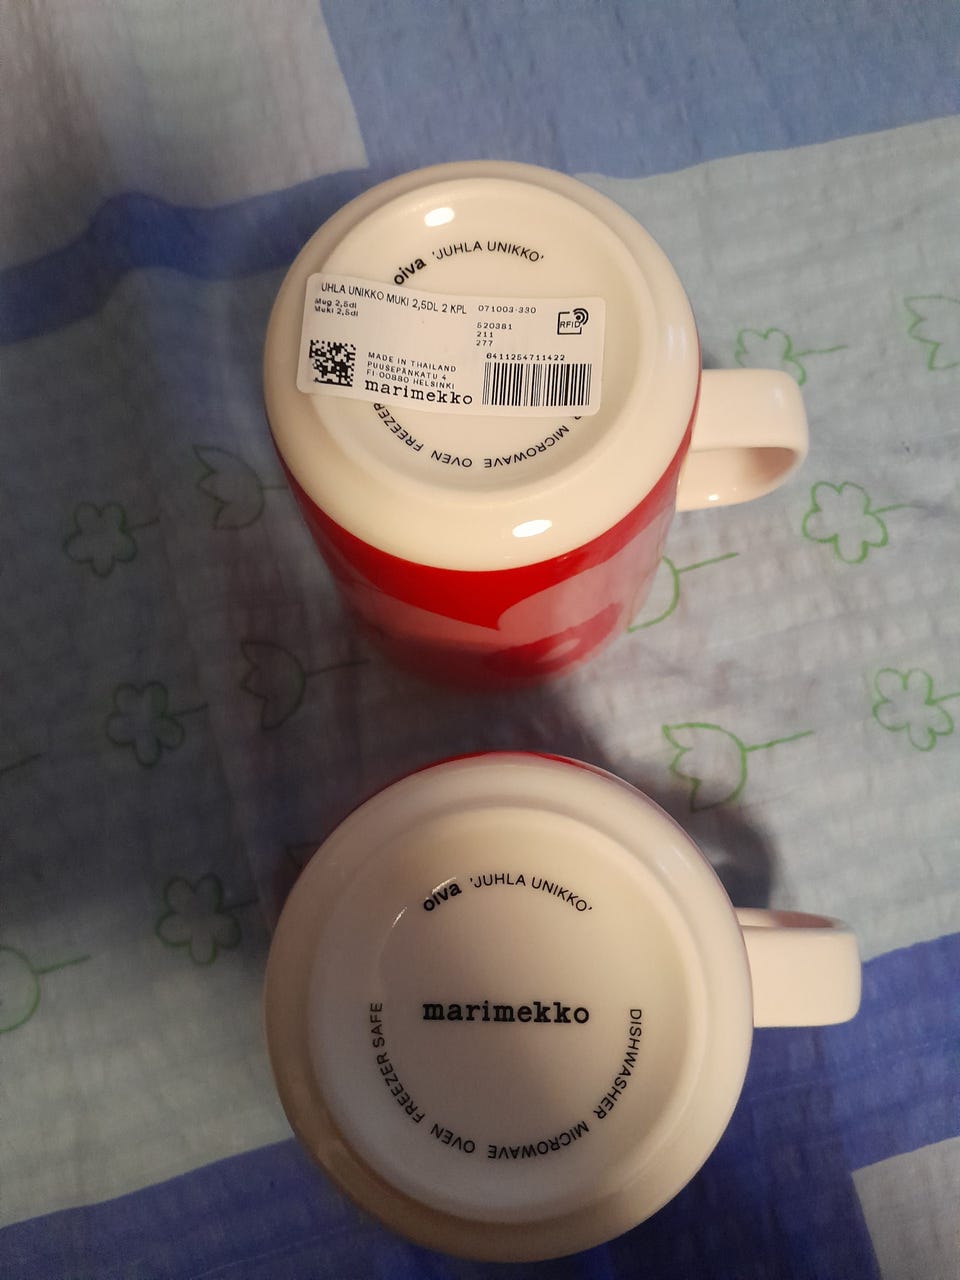 oiva 'JUHLA UNIKKO'
UHLA UNIKKO MUKI 2,5DL 2 KPL 071003-330
Mug 2,5dl
Muki 2,5dl
520381
211
277
RFID
6411254711422
MADE IN THAILAND
PUUSEPÄNKATU 4
FI-00880 HELSINKI
marimekko
MICROWAVE OVEN FREEZER
oiva 'JUHLA UNIKKO'
marimekko
DISHWASHER MICROWAVE OVEN FREEZER SAFE